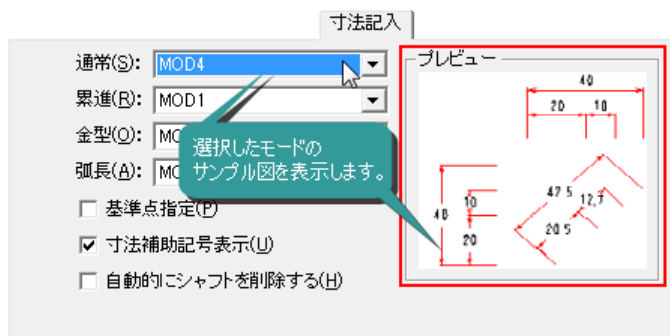 寸法記入
通常(S): MOD4
累進(R): MOD1
金型(O): MO
弧長(A): MO
選択したモードの
サンプル図を表示します。
基準点指定(P)
寸法補助記号表示(U)
自動的にシャフトを削除する(H)
プレビュー
40
20 10
40
10
20
42.5
12,7
20.5